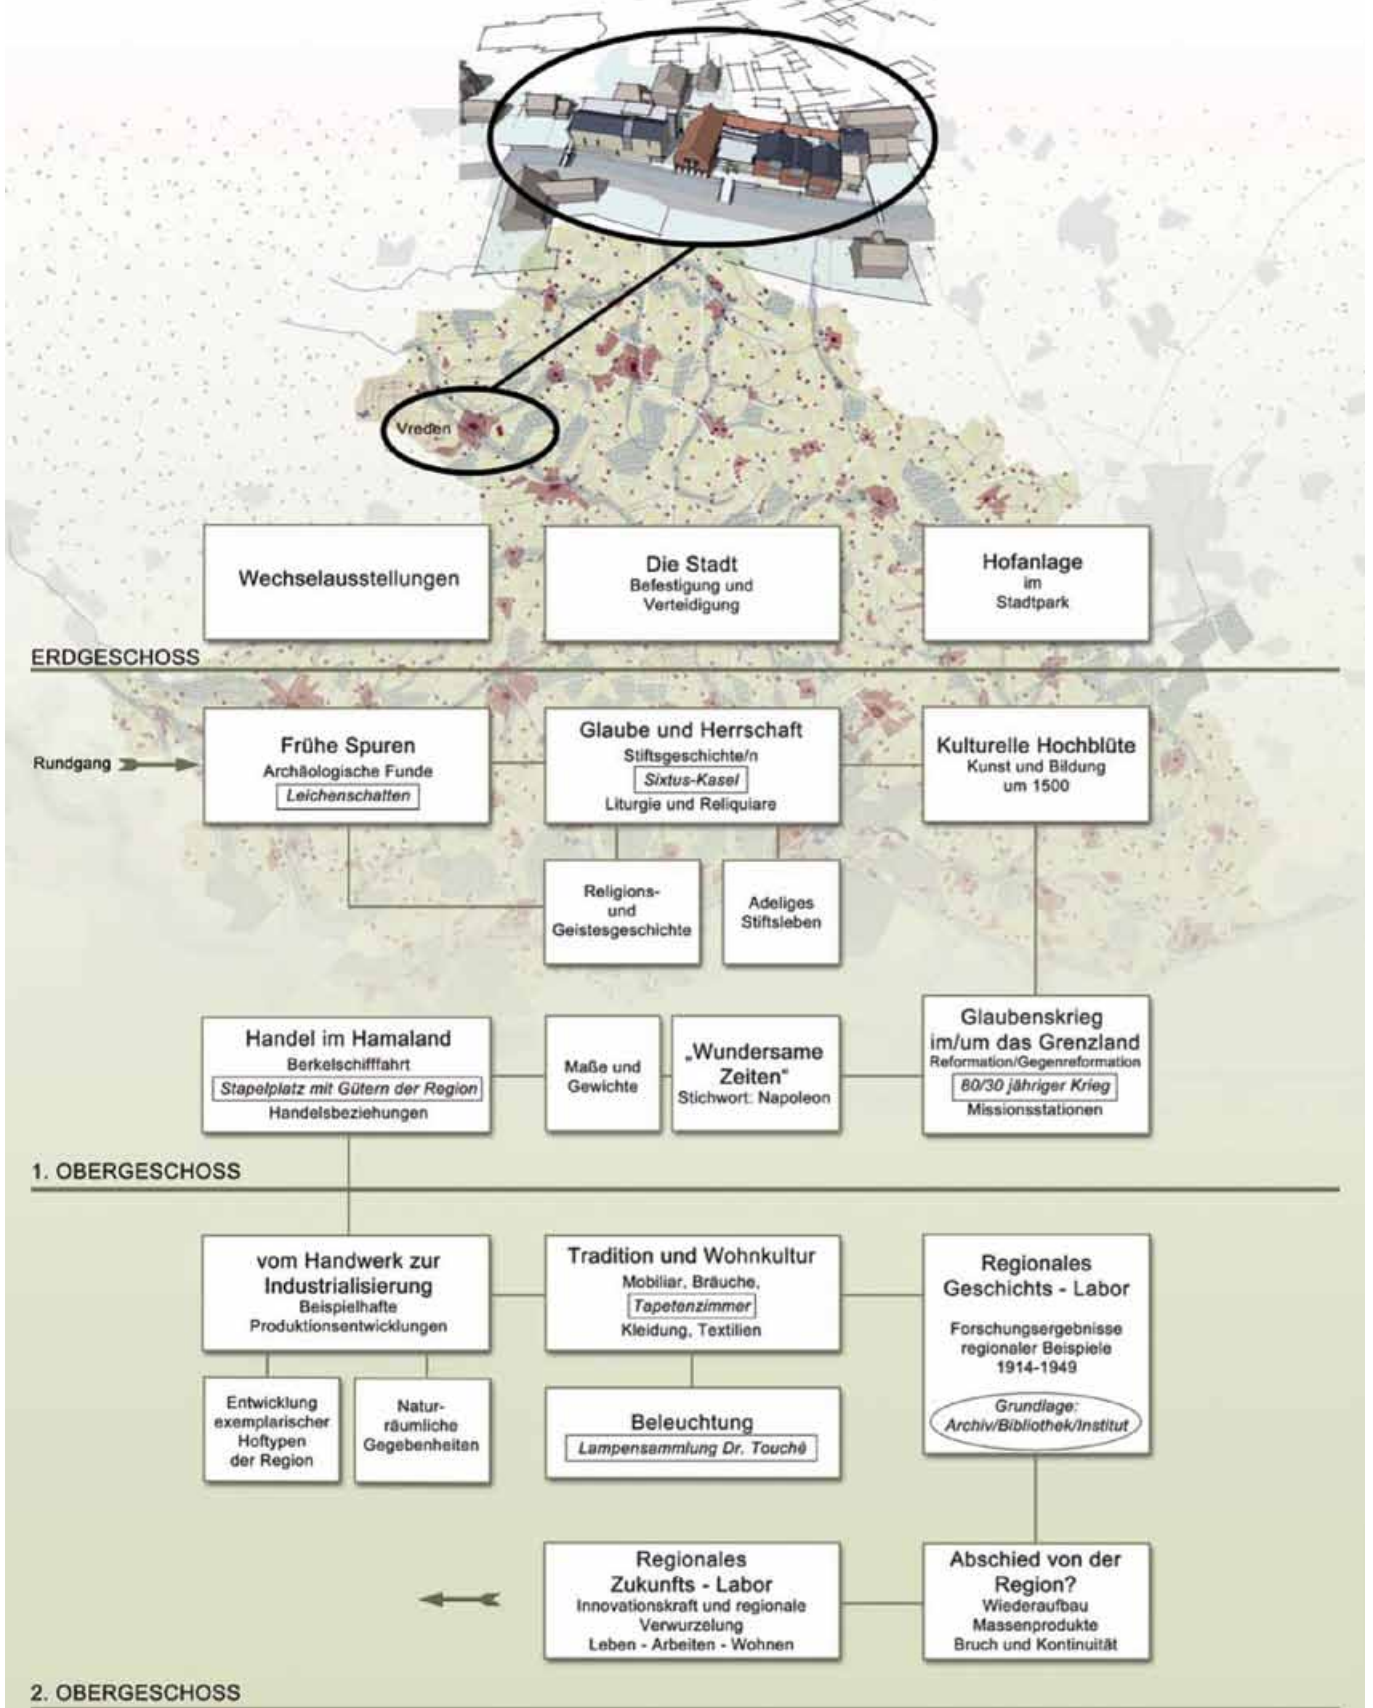 Vreden
Wechselausstellungen
Die Stadt
Befestigung und
Verteidigung
Hofanlage
im
Stadtpark
ERDGESCHOSS
Rundgang
Frühe Spuren
Archäologische Funde
Leichenschatten
Glaube und Herrschaft
Stiftsgeschichte/n
Sixtus-Kasel
Liturgie und Reliquiare
Kulturelle Hochblüte
Kunst und Bildung
um 1500
Religions-
und
Geistesgeschichte
Adeliges
Stiftsleben
Handel im Hamaland
Berkelschifffahrt
Stapelplatz mit Gütern der Region
Handelsbeziehungen
Maße und
Gewichte
„Wundersame
Zeiten“
Stichwort: Napoleon
Glaubenskrieg
im/um das Grenzland
Reformation/Gegenreformation
80/30 jähriger Krieg
Missionsstationen
1. OBERGESCHOSS
vom Handwerk zur
Industrialisierung
Beispielhafte
Produktionsentwicklungen
Tradition und Wohnkultur
Mobiliar, Bräuche,
Tapetenzimmer
Kleidung, Textilien
Regionales
Geschichts - Labor
Forschungsergebnisse
regionaler Beispiele
1914-1949
Grundlage:
Archiv/Bibliothek/Institut
Entwicklung
exemplarischer
Hoftypen
der Region
Natur-
räumliche
Gegebenheiten
Beleuchtung
Lampensammlung Dr. Touché
Regionales
Zukunfts - Labor
Innovationskraft und regionale
Verwurzelung
Leben - Arbeiten - Wohnen
Abschied von der
Region?
Wiederaufbau
Massenprodukte
Bruch und Kontinuität
2. OBERGESCHOSS